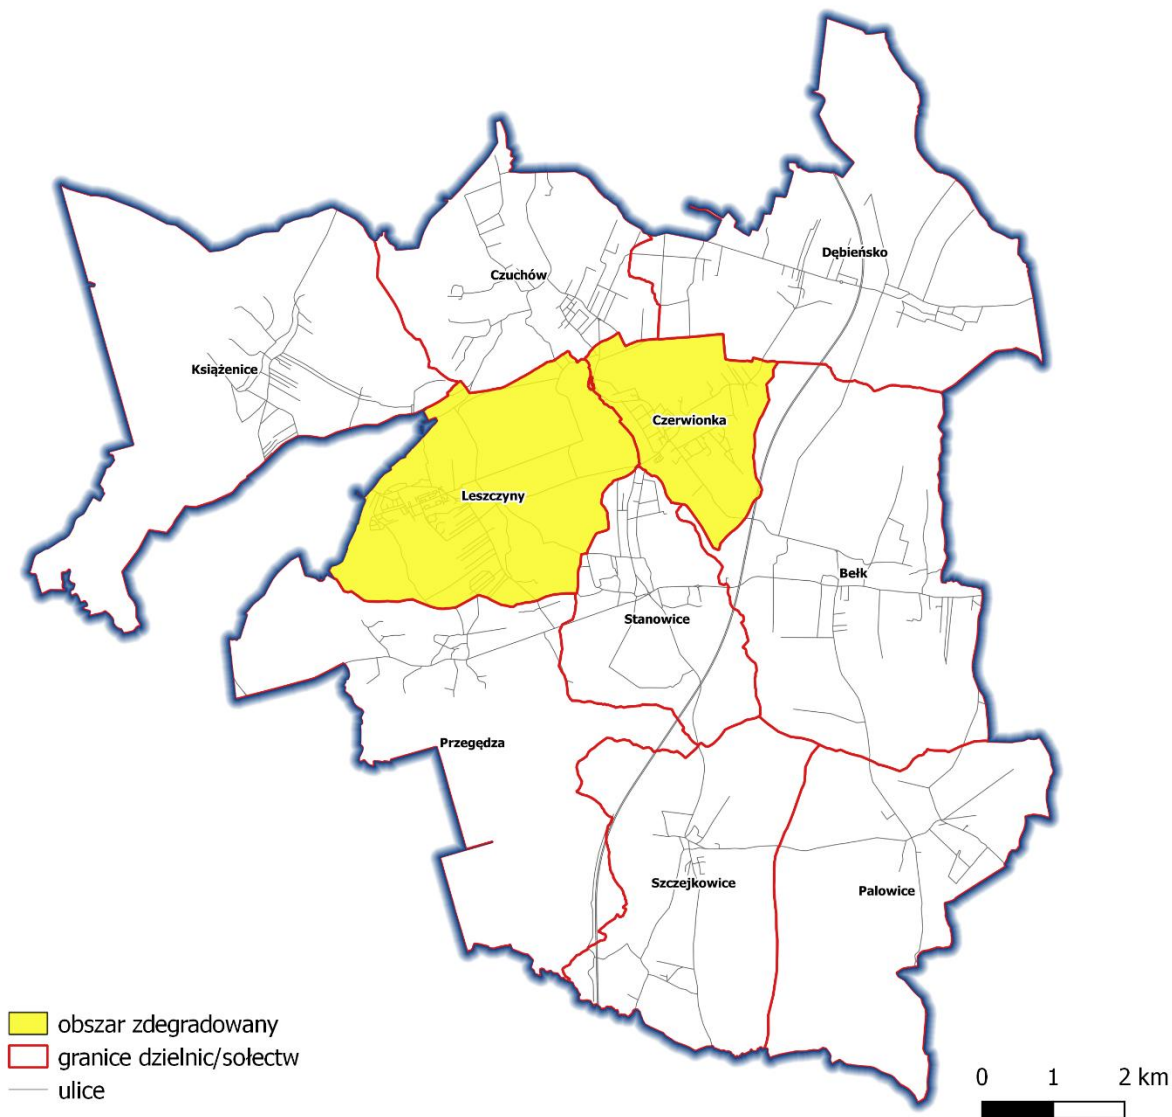 Dębieńsko
Czuchów
Książenice
Czerwionka
Leszczyny
Bełk
Stanowice
Przegędza
Szczejkowice
Palowice
obszar zdegradowany
granice dzielnic/sołectw
ulice
0 1 2 km